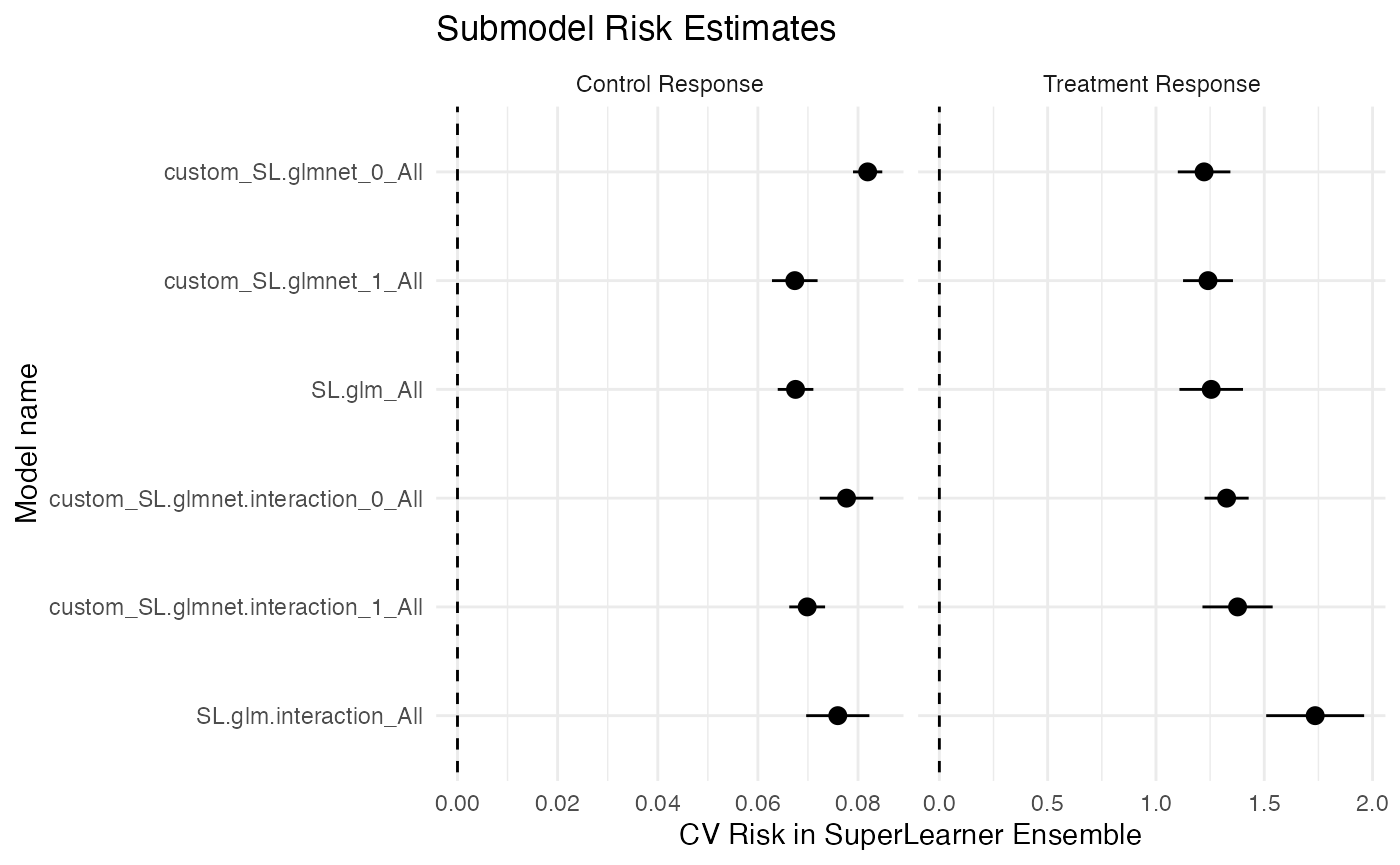 Submodel Risk Estimates
Control Response
Treatment Response
custom_SL.glmnet_0_All
custom_SL.glmnet_1_All
SL.glm_All
custom_SL.glmnet.interaction_0_All
custom_SL.glmnet.interaction_1_All
SL.glm.interaction_All
Model name
0.00 0.02 0.04 0.06 0.08
0.0 0.5 1.0 1.5 2.0
CV Risk in SuperLearner Ensemble